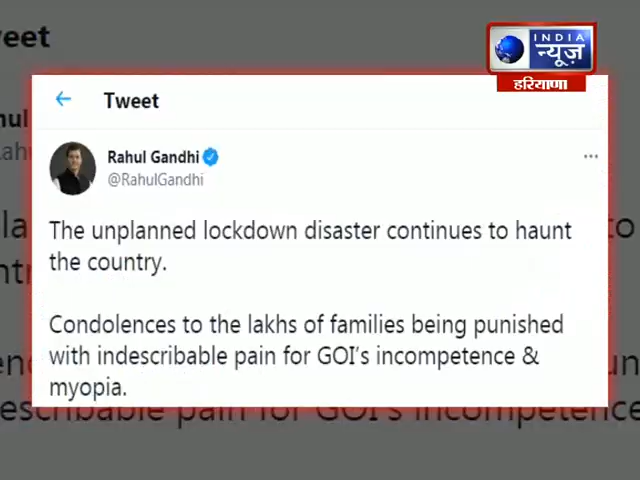 INDIA
न्यूज़
हरियाणा
Tweet
Rahul Gandhi
@RahulGandhi
The unplanned lockdown disaster continues to haunt
the country.
Condolences to the lakhs of families being punished
with indescribable pain for GOI's incompetence &
myopia.